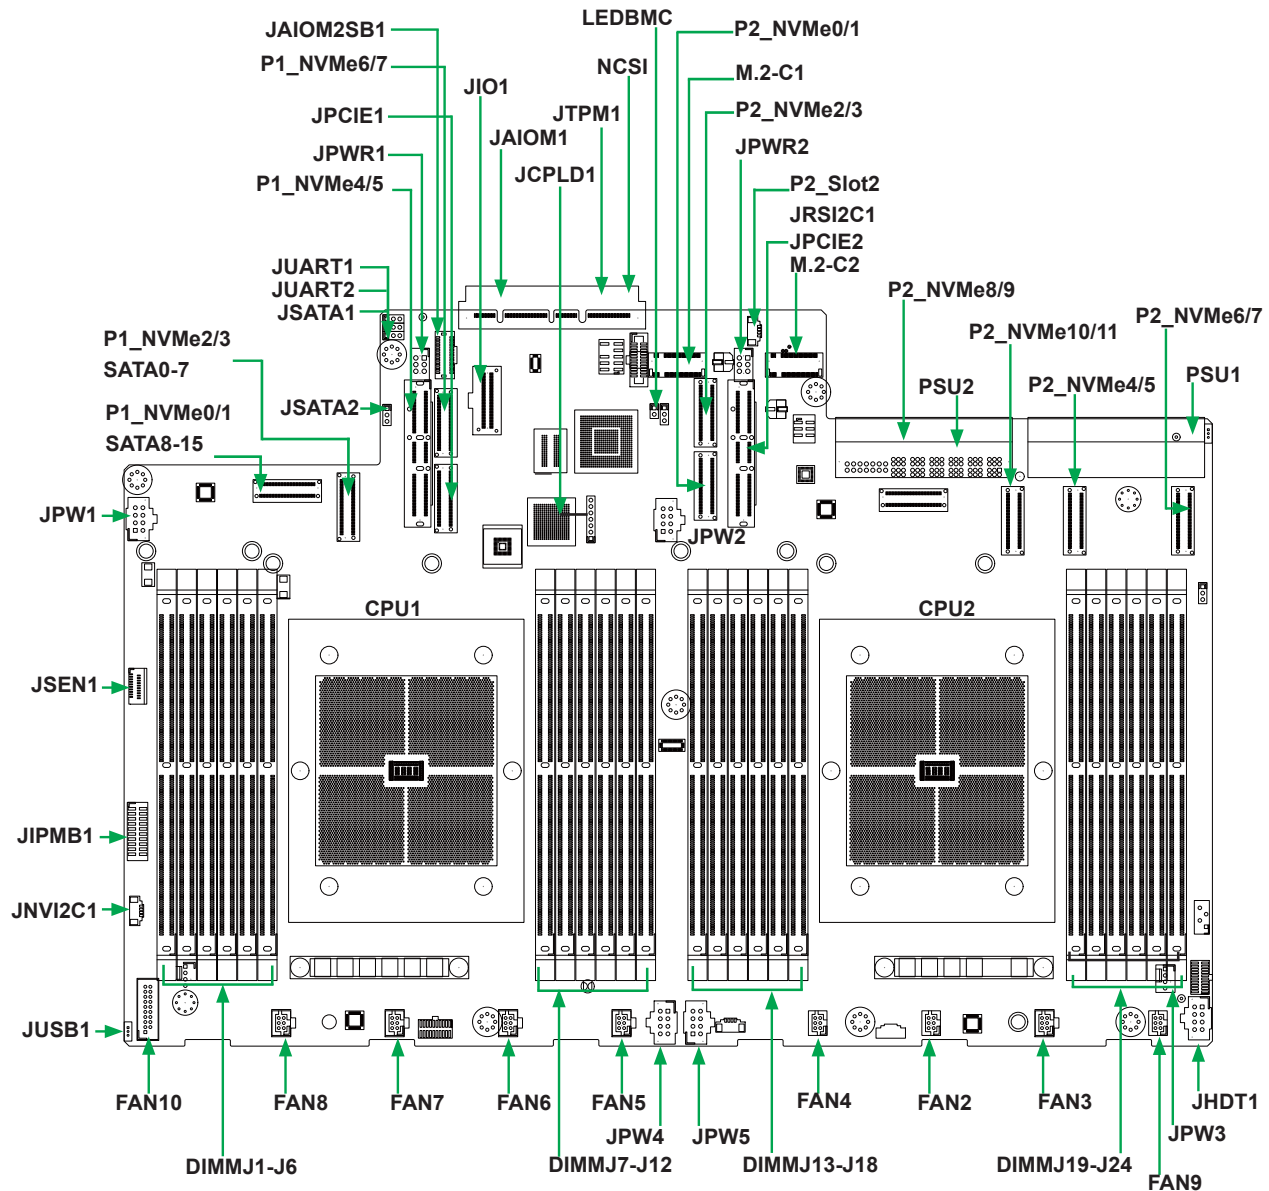 LEDBMC
JAIOM2SB1
P2_NVMe0/1
P1_NVMe6/7
NCSI
M.2-C1
JIO1
JPCIE1
JTPM1
P2_NVMe2/3
JAIOM1
JPWR1
JCPLD1
JPWR2
P1_NVMe4/5
P2_Slot2
JRSI2C1
JPCIE2
M.2-C2
JUART1
JUART2
JSATA1
P2_NVMe8/9
P2_NVMe10/11
P2_NVMe6/7
P1_NVMe2/3
SATA0-7
JSATA2
PSU2
P2_NVMe4/5
PSU1
P1_NVMe0/1
SATA8-15
JPW1
JPW2
CPU1
CPU2
JSEN1
JIPMB1
JNVI2C1
JUSB1
FAN10
FAN8
FAN7
FAN6
FAN5
FAN4
FAN2
FAN3
JHDT1
JPW4
JPW5
JPW3
DIMMJ1-J6
DIMMJ7-J12
DIMMJ13-J18
DIMMJ19-J24
FAN9